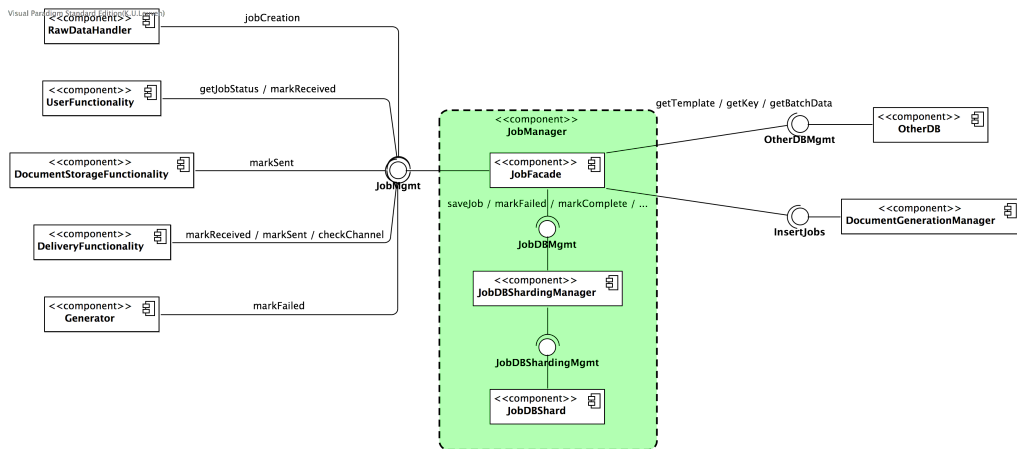 Visual Paradigm Standard Edition(K.U.Leuven)
<<component>>
RawDataHandler
jobCreation
<<component>>
UserFunctionality
getJobStatus / markReceived
<<component>>
DocumentStorageFunctionality
markSent
JobMgmt
<<component>>
DeliveryFunctionality
markReceived / markSent / checkChannel
<<component>>
Generator
markFailed
<<component>>
JobManager
<<component>>
JobFacade
saveJob / markFailed / markComplete / ...
JobDBMgmt
<<component>>
JobDBShardingManager
JobDBShardingMgmt
<<component>>
JobDBShard
getTemplate / getKey / getBatchData
OtherDBMgmt
<<component>>
OtherDB
InsertJobs
<<component>>
DocumentGenerationManager